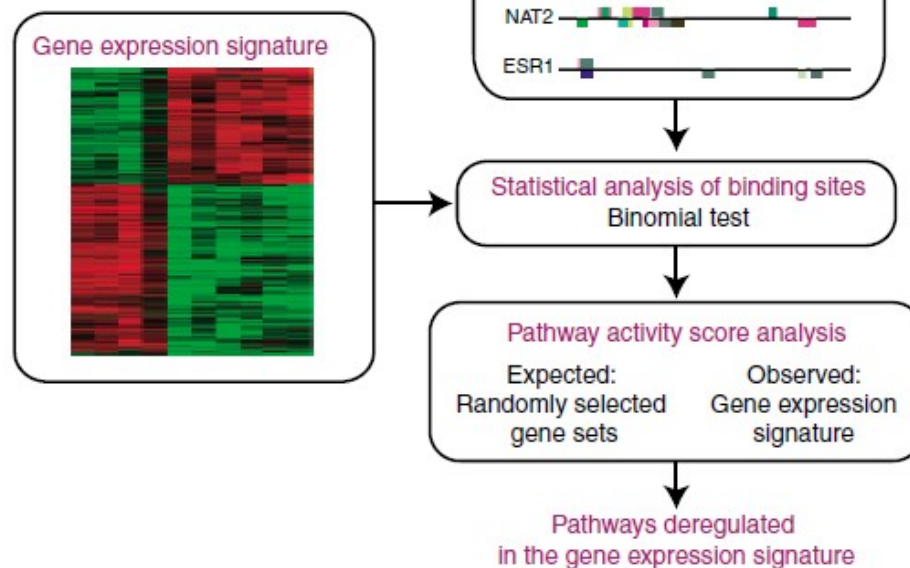 Gene expression signature
NAT2
ESR1
Statistical analysis of binding sites
Binomial test
Pathway activity score analysis
Expected:
Randomly selected
gene sets
Observed:
Gene expression
signature
Pathways deregulated
in the gene expression signature